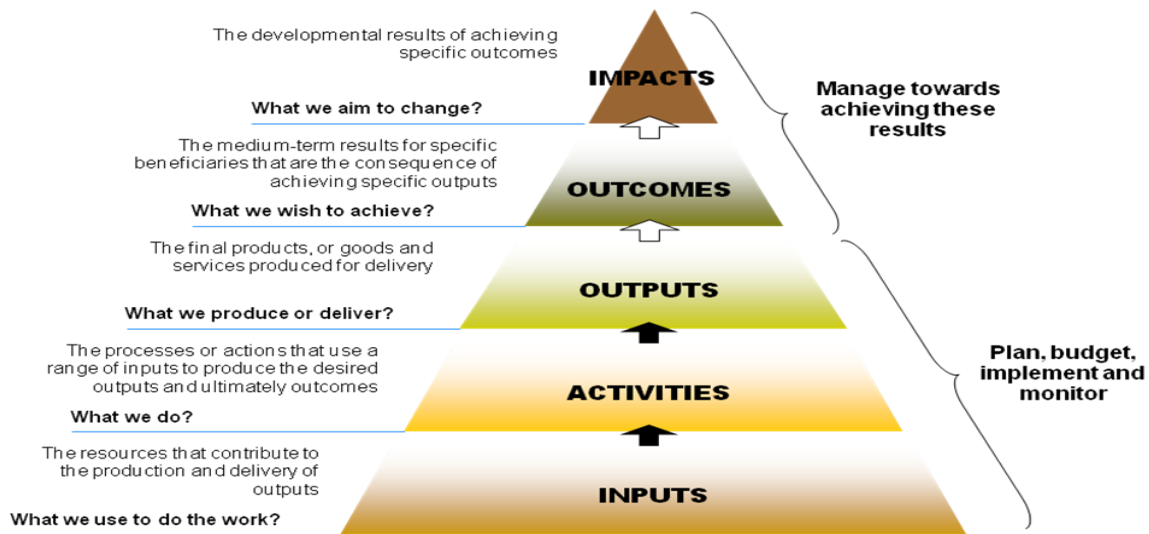 The developmental results of achieving
specific outcomes
IMPACTS
What we aim to change?
Manage towards
achieving these
results
The medium-term results for specific
beneficiaries that are the consequence of
achieving specific outputs
OUTCOMES
What we wish to achieve?
The final products, or goods and
services produced for delivery
OUTPUTS
What we produce or deliver?
The processes or actions that use a
range of inputs to produce the desired
outputs and ultimately outcomes
ACTIVITIES
What we do?
Plan, budget,
implement and
monitor
The resources that contribute to
the production and delivery of
outputs
INPUTS
What we use to do the work?